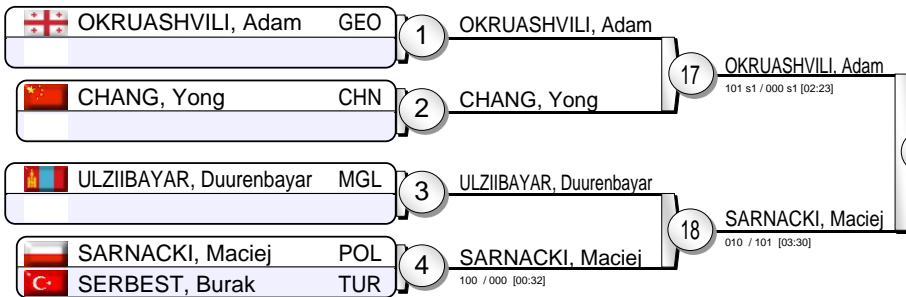 OKRUASHVILI, Adam GEO
1
OKRUASHVILI, Adam
17
OKRUASHVILI, Adam
101 s1 / 000 s1 [02:23]
CHANG, Yong CHN
2
CHANG, Yong
ULZIIBAYAR, Duurenbayar MGL
3
ULZIIBAYAR, Duurenbayar
18
SARNACKI, Maciej
010 / 101 [03:30]
SARNACKI, Maciej POL
SERBEST, Burak TUR
4
SARNACKI, Maciej
100 / 000 [00:32]